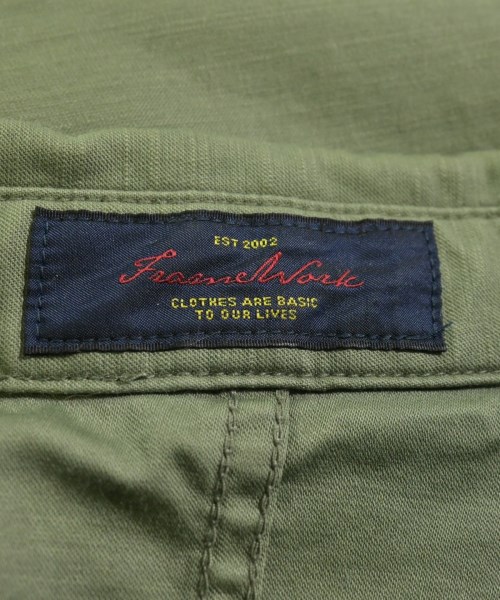 EST 2002
FrameWork
CLOTHES ARE BASIC
TO OUR LIVES